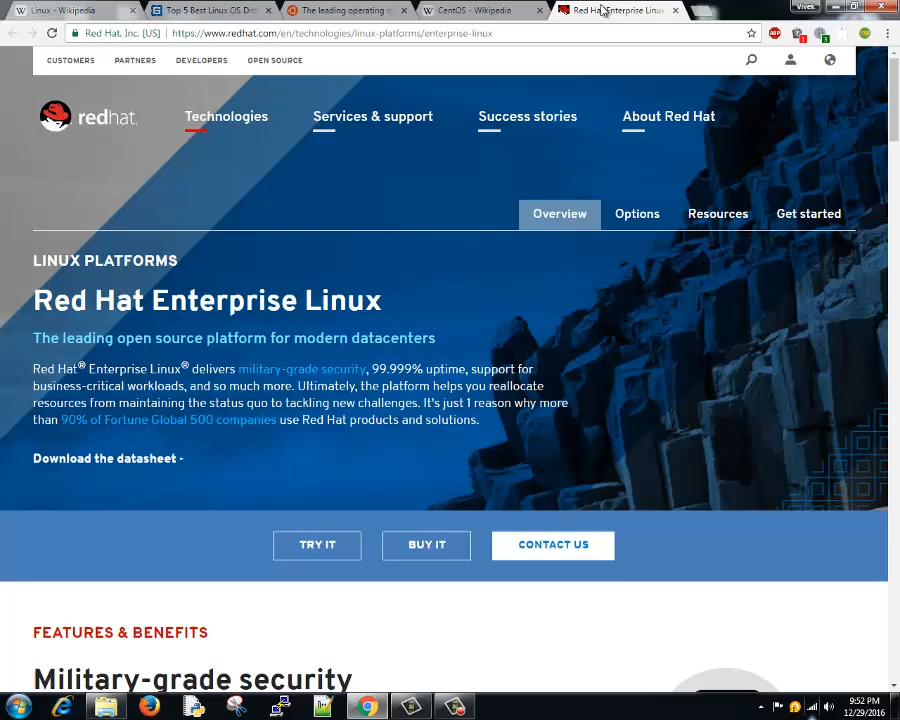 Linux - Wikipedia
Top 5 Best Linux OS Dis
The leading operating sy
CentOS - Wikipedia
Red Hat Enterprise Linux
Vivek
Red Hat, Inc. [US]
https://www.redhat.com/en/technologies/linux-platforms/enterprise-linux
ABP
1
3
CUSTOMERS
PARTNERS
DEVELOPERS
OPEN SOURCE
redhat.
Technologies
Services & support
Success stories
About Red Hat
Overview
Options
Resources
Get started
LINUX PLATFORMS
Red Hat Enterprise Linux
The leading open source platform for modern datacenters
Red Hat® Enterprise Linux® delivers military-grade security, 99.999% uptime, support for
business-critical workloads, and so much more. Ultimately, the platform helps you reallocate
resources from maintaining the status quo to tackling new challenges. It's just 1 reason why more
than 90% of Fortune Global 500 companies use Red Hat products and solutions.
Download the datasheet
TRY IT
BUY IT
CONTACT US
FEATURES & BENEFITS
Military-grade security
9:52 PM
12/29/2016